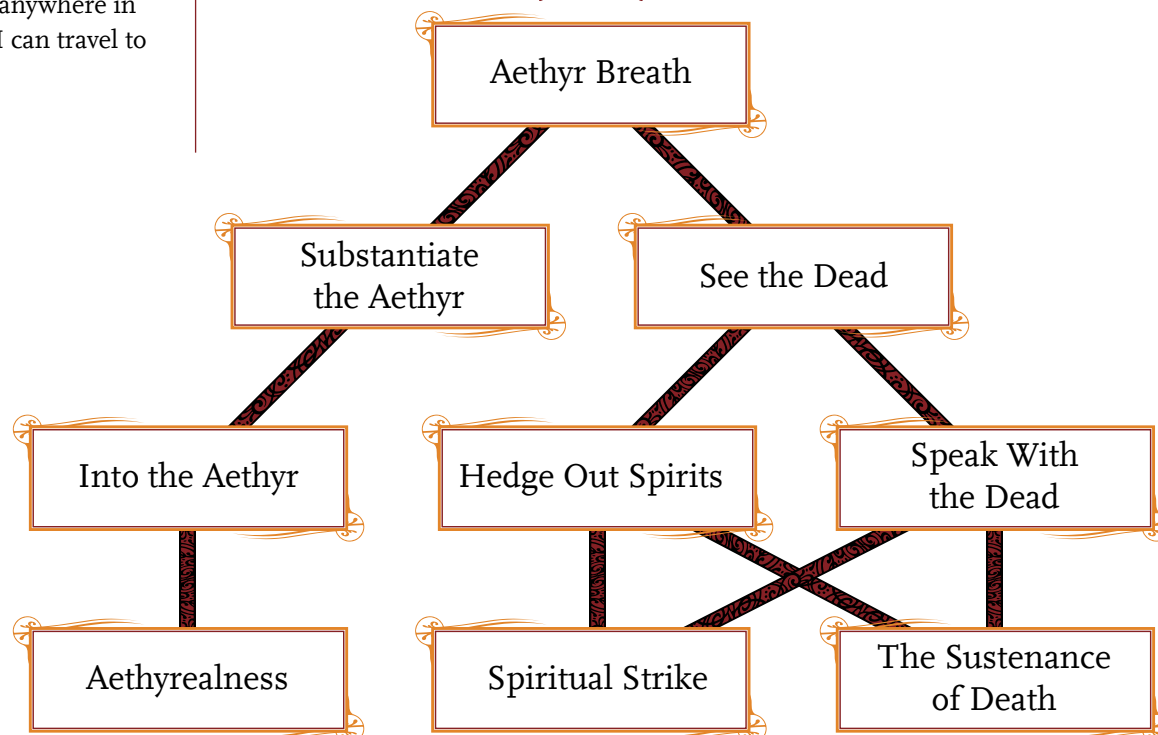 anywhere in
I can travel to
Aethyr Breath
Substantiate
the Aethyr
See the Dead
Into the Aethyr
Hedge Out Spirits
Speak With
the Dead
Aethyrealness
Spiritual Strike
The Sustenance
of Death